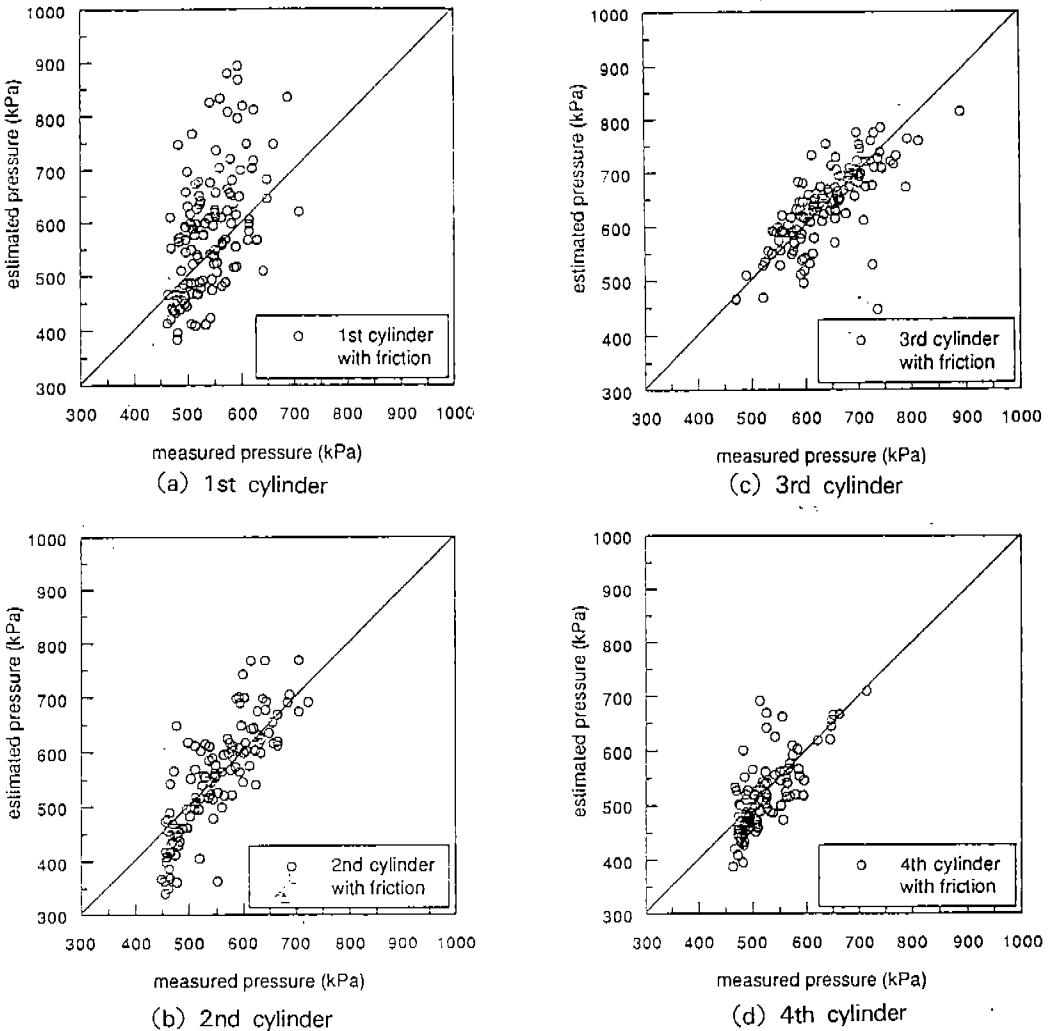 1000
900
800
700
600
500
400
300
estimated pressure (kPa)
1st cylinder
with friction
300 400 500 600 700 800 900 1000
measured pressure (kPa)
(a) 1st cylinder
1000
900
800
700
600
500
400
300
estimated pressure (kPa)
3rd cylinder
with friction
300 400 500 600 700 800 900 1000
measured pressure (kPa)
(c) 3rd cylinder
1000
900
800
700
600
500
400
300
estimated pressure (kPa)
2nd cylinder
with friction
300 400 500 600 700 800 900 1000
measured pressure (kPa)
(b) 2nd cylinder
1000
900
800
700
600
500
400
300
estimated pressure (kPa)
4th cylinder
with friction
300 400 500 600 700 800 900 1000
measured pressure (kPa)
(d) 4th cylinder